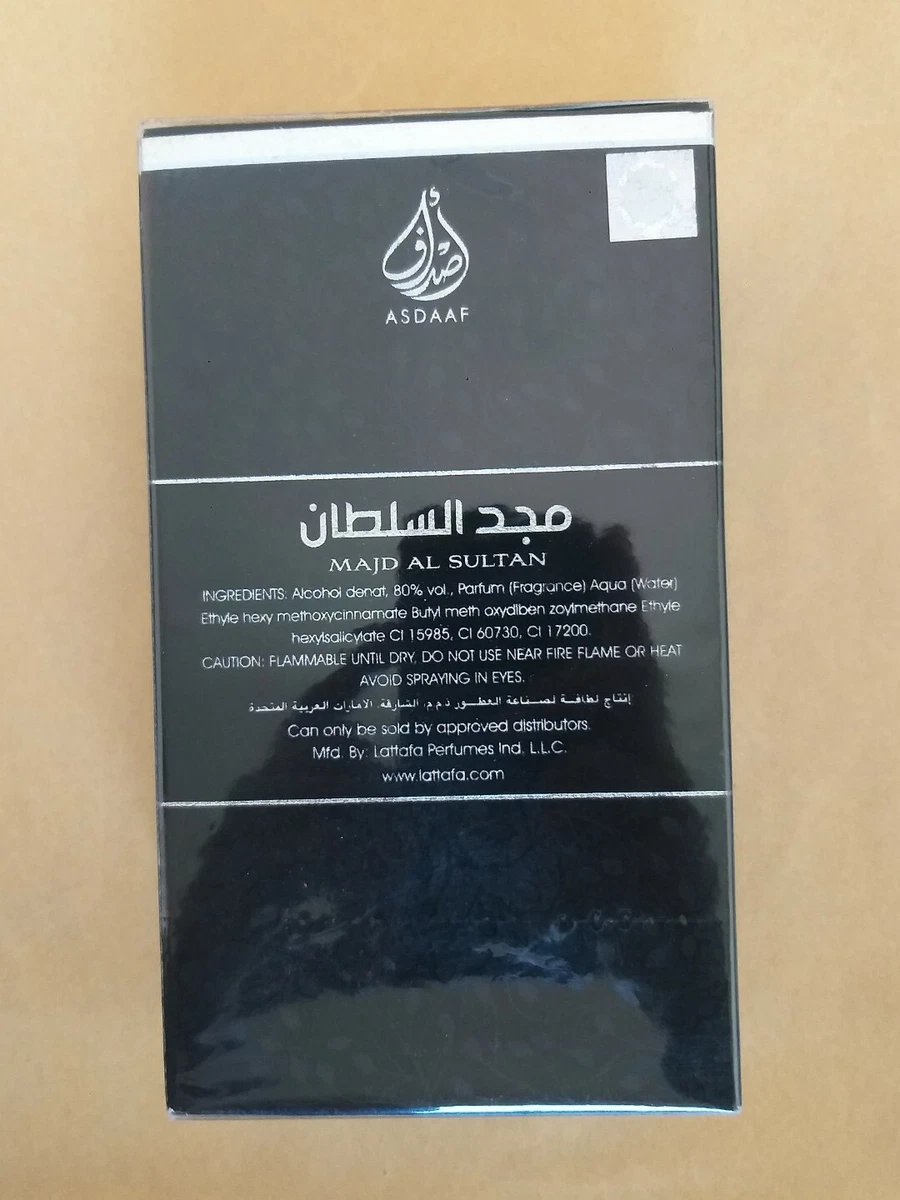 أصداف
ASDAAF
مجد السلطان
MAJD AL SULTAN
INGREDIENTS: Alcohol denat, 80% vol., Parfum (Fragrance) Aqua (Water)
Ethyle hexy methoxycinnamate Butyl meth oxydlben zoylmethane Ethyle
hexylsalicylate CI 15985, CI 60730, CI 17200.
CAUTION: FLAMMABLE UNTIL DRY, DO NOT USE NEAR FIRE FLAME OR HEAT
AVOID SPRAYING IN EYES.
إنتاج لطافة لصناعة العطور ذ.م.م، الشارقة، الامارات العربية المتحدة
Can only be sold by approved distributors.
Mfd. By: Lattafa Perfumes Ind. L.L.C.
www.lattafa.com